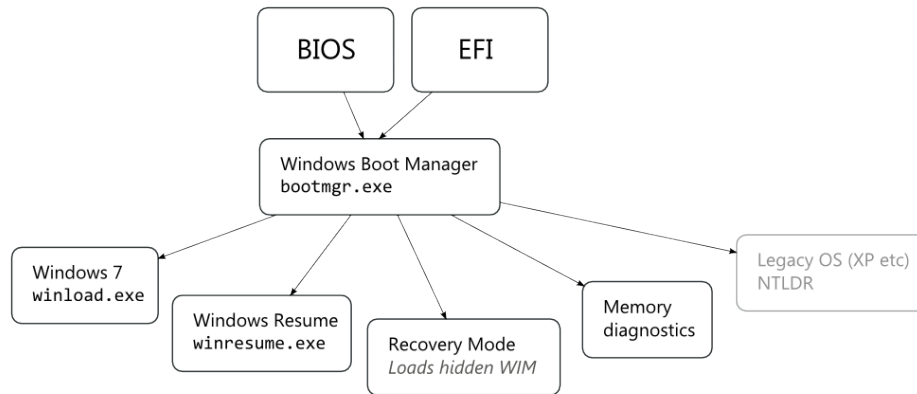 BIOS
EFI
Windows Boot Manager
bootmgr.exe
Windows 7
winload.exe
Windows Resume
winresume.exe
Recovery Mode
Loads hidden WIM
Memory
diagnostics
Legacy OS (XP etc)
NTLDR